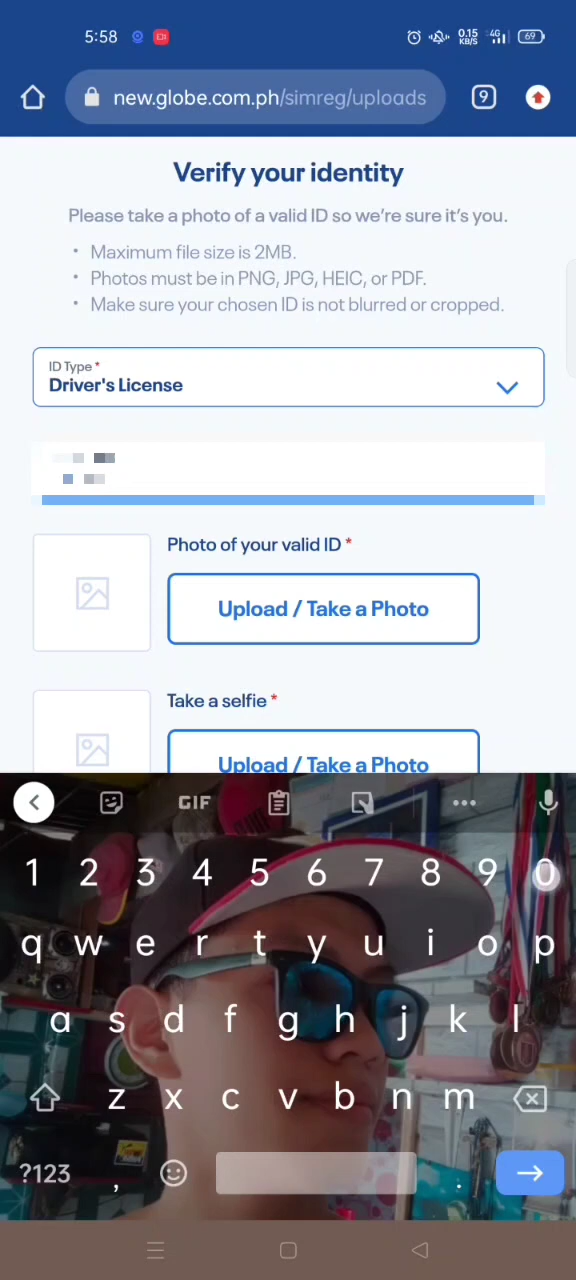 5:58 0.15 KB/S 4G 69
new.globe.com.ph/simreg/uploads 9
Verify your identity
Please take a photo of a valid ID so we're sure it's you.
• Maximum file size is 2MB.
• Photos must be in PNG, JPG, HEIC, or PDF.
• Make sure your chosen ID is not blurred or cropped.
ID Type *
Driver's License
Photo of your valid ID *
Upload / Take a Photo
Take a selfie *
Upload / Take a Photo
GIF
1 2 3 4 5 6 7 8 9 0
q w e r t y u i o p
a s d f g h j k l
z x c v b n m
?123 , .